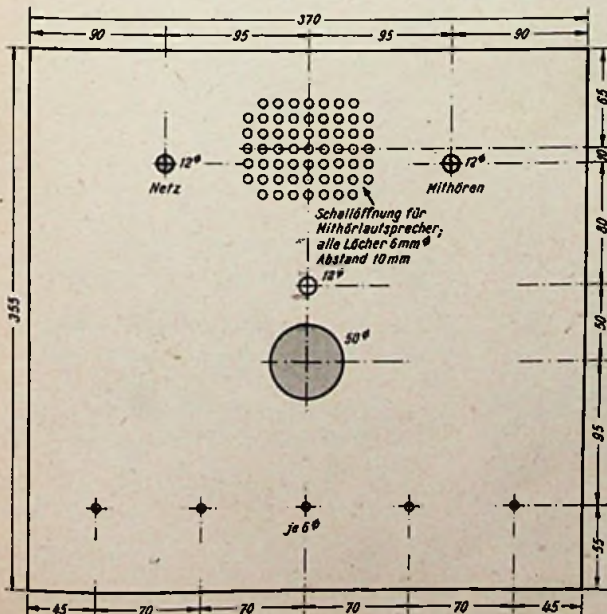 370
90 95 95 90
355
65
10
12⌀
Netz
12⌀
Mithören
Schallöffnung für
Mithörlautsprecher;
alle Löcher 6mm⌀
Abstand 10mm
12⌀
80
50⌀
50
95
je 6⌀
55
45 70 70 70 70 45